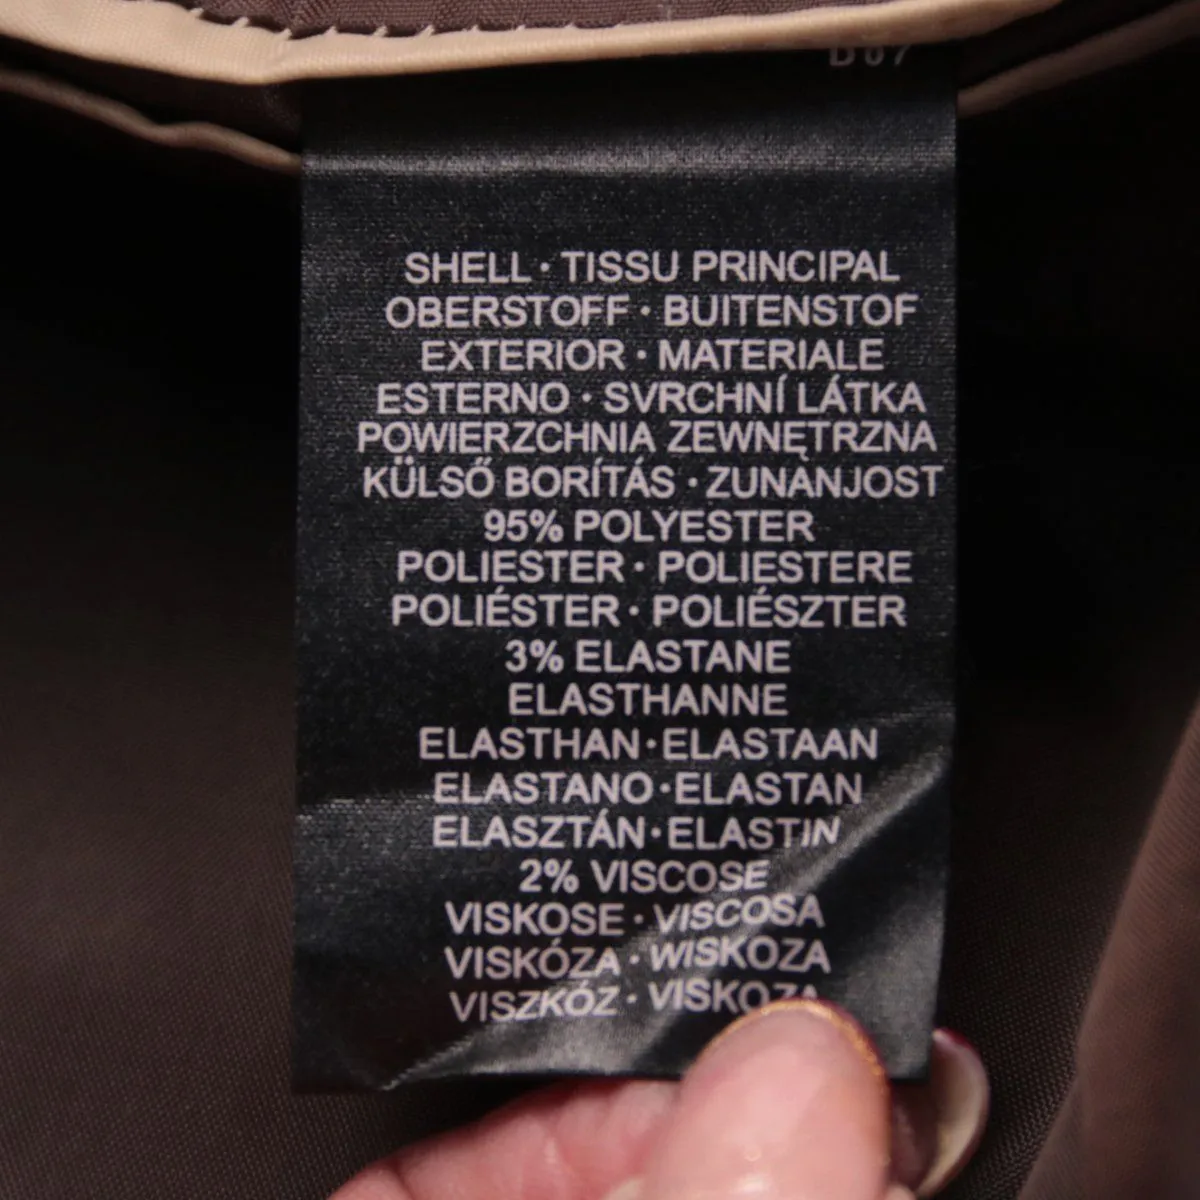 SHELL · TISSU PRINCIPAL
OBERSTOFF · BUITENSTOF
EXTERIOR · MATERIALE
ESTERNO · SVRCHNÍ LÁTKA
POWIERZCHNIA ZEWNĘTRZNA
KÜLSŐ BORÍTÁS · ZUNANJOST
95% POLYESTER
POLIESTER · POLIESTERE
POLIÉSTER · POLIÉSZTER
3% ELASTANE
ELASTHANNE
ELASTHAN · ELASTAAN
ELASTANO · ELASTAN
ELASZTÁN · ELASTIN
2% VISCOSE
VISKOSE · VISCOSA
VISKÓZA · WISKOZA
VISZKÓZ · VISKOZA